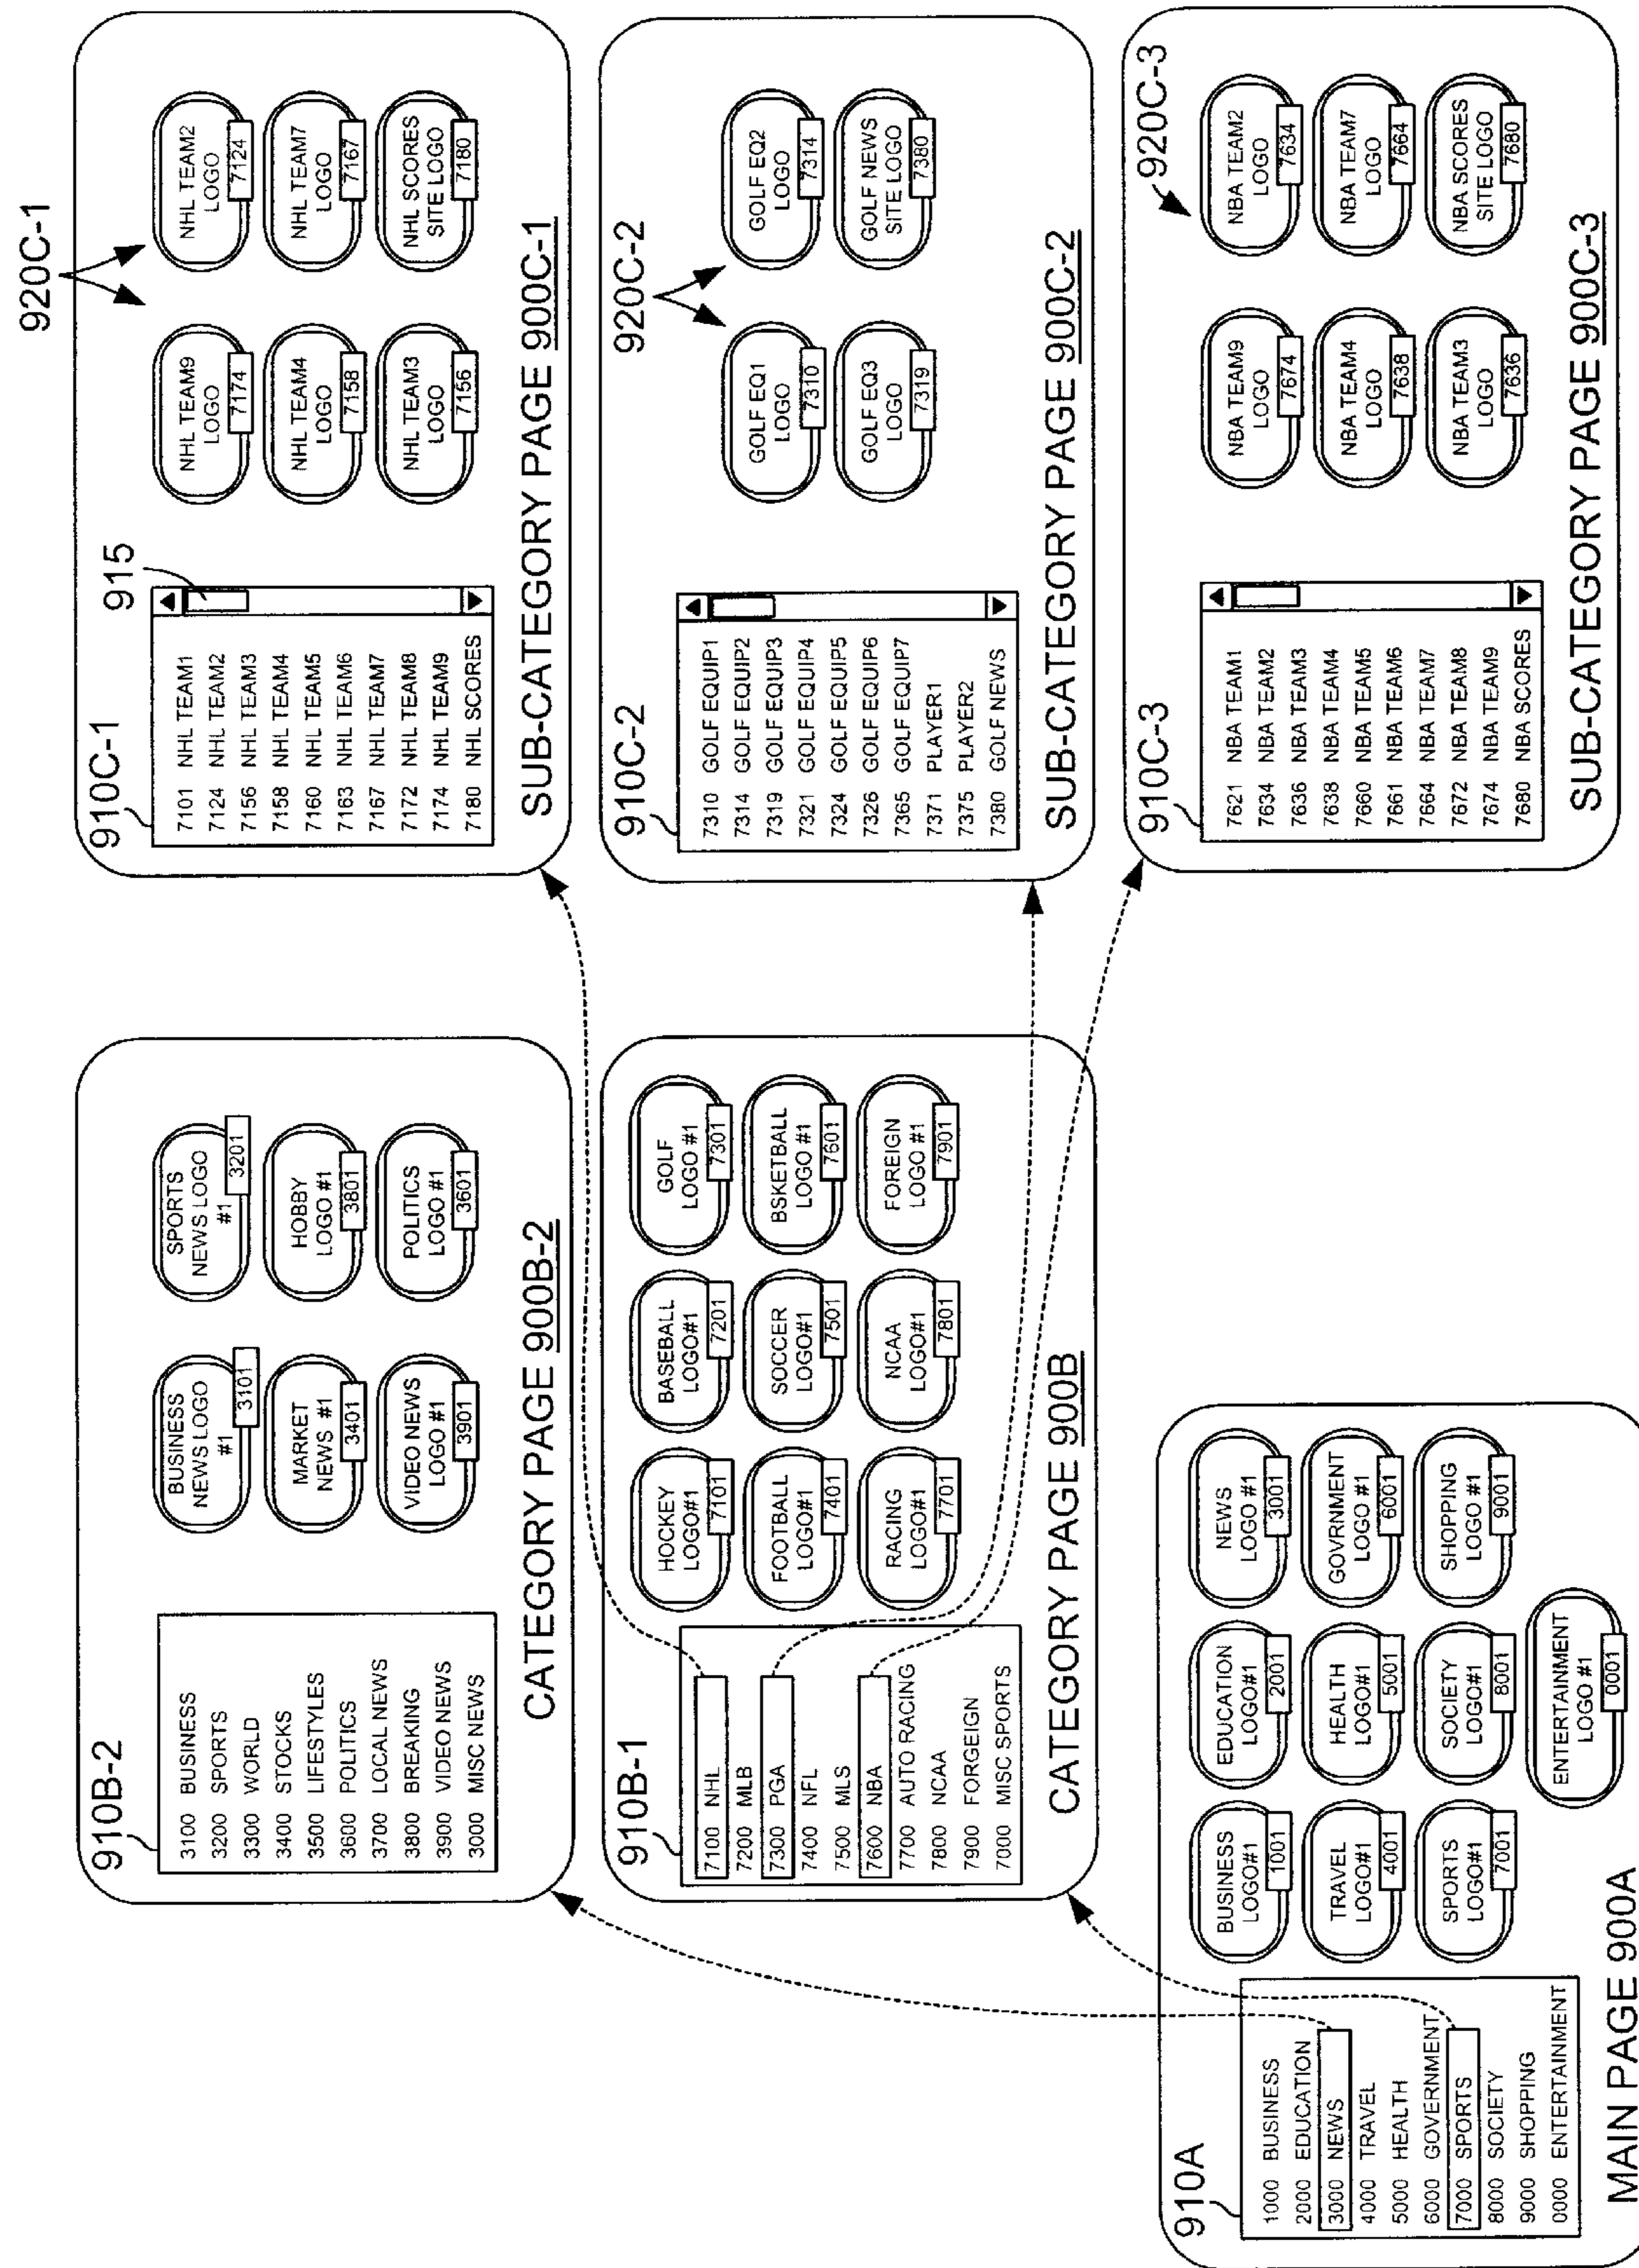 910A
1000 BUSINESS
2000 EDUCATION
3000 NEWS
4000 TRAVEL
5000 HEALTH
6000 GOVERNMENT
7000 SPORTS
8000 SOCIETY
9000 SHOPPING
0000 ENTERTAINMENT
BUSINESS
LOGO#1
1001
EDUCATION
LOGO#1
2001
NEWS
LOGO #1
3001
TRAVEL
LOGO#1
4001
HEALTH
LOGO#1
5001
GOVRNMENT
LOGO #1
6001
SPORTS
LOGO#1
7001
SOCIETY
LOGO#1
8001
SHOPPING
LOGO #1
9001
ENTERTAINMENT
LOGO #1
0001
MAIN PAGE 900A
910B-2
3100 BUSINESS
3200 SPORTS
3300 WORLD
3400 STOCKS
3500 LIFESTYLES
3600 POLITICS
3700 LOCAL NEWS
3800 BREAKING
3900 VIDEO NEWS
3000 MISC NEWS
BUSINESS
NEWS LOGO
#1
3101
SPORTS
NEWS LOGO
#1
3201
MARKET
NEWS #1
3401
HOBBY
LOGO #1
3801
VIDEO NEWS
LOGO #1
3901
POLITICS
LOGO #1
3601
CATEGORY PAGE 900B-2
910B-1
7100 NHL
7200 MLB
7300 PGA
7400 NFL
7500 MLS
7600 NBA
7700 AUTO RACING
7800 NCAA
7900 FORGEIGN
7000 MISC SPORTS
HOCKEY
LOGO#1
7101
BASEBALL
LOGO#1
7201
GOLF
LOGO #1
7301
FOOTBALL
LOGO#1
7401
SOCCER
LOGO#1
7501
BSKETBALL
LOGO #1
7601
RACING
LOGO#1
7701
NCAA
LOGO#1
7801
FOREIGN
LOGO #1
7901
CATEGORY PAGE 900B
910C-1
915
920C-1
7101 NHL TEAM1
7124 NHL TEAM2
7156 NHL TEAM3
7158 NHL TEAM4
7160 NHL TEAM5
7163 NHL TEAM6
7167 NHL TEAM7
7172 NHL TEAM8
7174 NHL TEAM9
7180 NHL SCORES
NHL TEAM9
LOGO
7174
NHL TEAM2
LOGO
7124
NHL TEAM4
LOGO
7158
NHL TEAM7
LOGO
7167
NHL TEAM3
LOGO
7156
NHL SCORES
SITE LOGO
7180
SUB-CATEGORY PAGE 900C-1
910C-2
920C-2
7310 GOLF EQUIP1
7314 GOLF EQUIP2
7319 GOLF EQUIP3
7321 GOLF EQUIP4
7324 GOLF EQUIP5
7326 GOLF EQUIP6
7365 GOLF EQUIP7
7371 PLAYER1
7375 PLAYER2
7380 GOLF NEWS
GOLF EQ1
LOGO
7310
GOLF EQ2
LOGO
7314
GOLF EQ3
LOGO
7319
GOLF NEWS
SITE LOGO
7380
SUB-CATEGORY PAGE 900C-2
910C-3
920C-3
7621 NBA TEAM1
7634 NBA TEAM2
7636 NBA TEAM3
7638 NBA TEAM4
7660 NBA TEAM5
7661 NBA TEAM6
7664 NBA TEAM7
7672 NBA TEAM8
7674 NBA TEAM9
7680 NBA SCORES
NBA TEAM9
LOGO
7674
NBA TEAM2
LOGO
7634
NBA TEAM4
LOGO
7638
NBA TEAM7
LOGO
7664
NBA TEAM3
LOGO
7636
NBA SCORES
SITE LOGO
7680
SUB-CATEGORY PAGE 900C-3